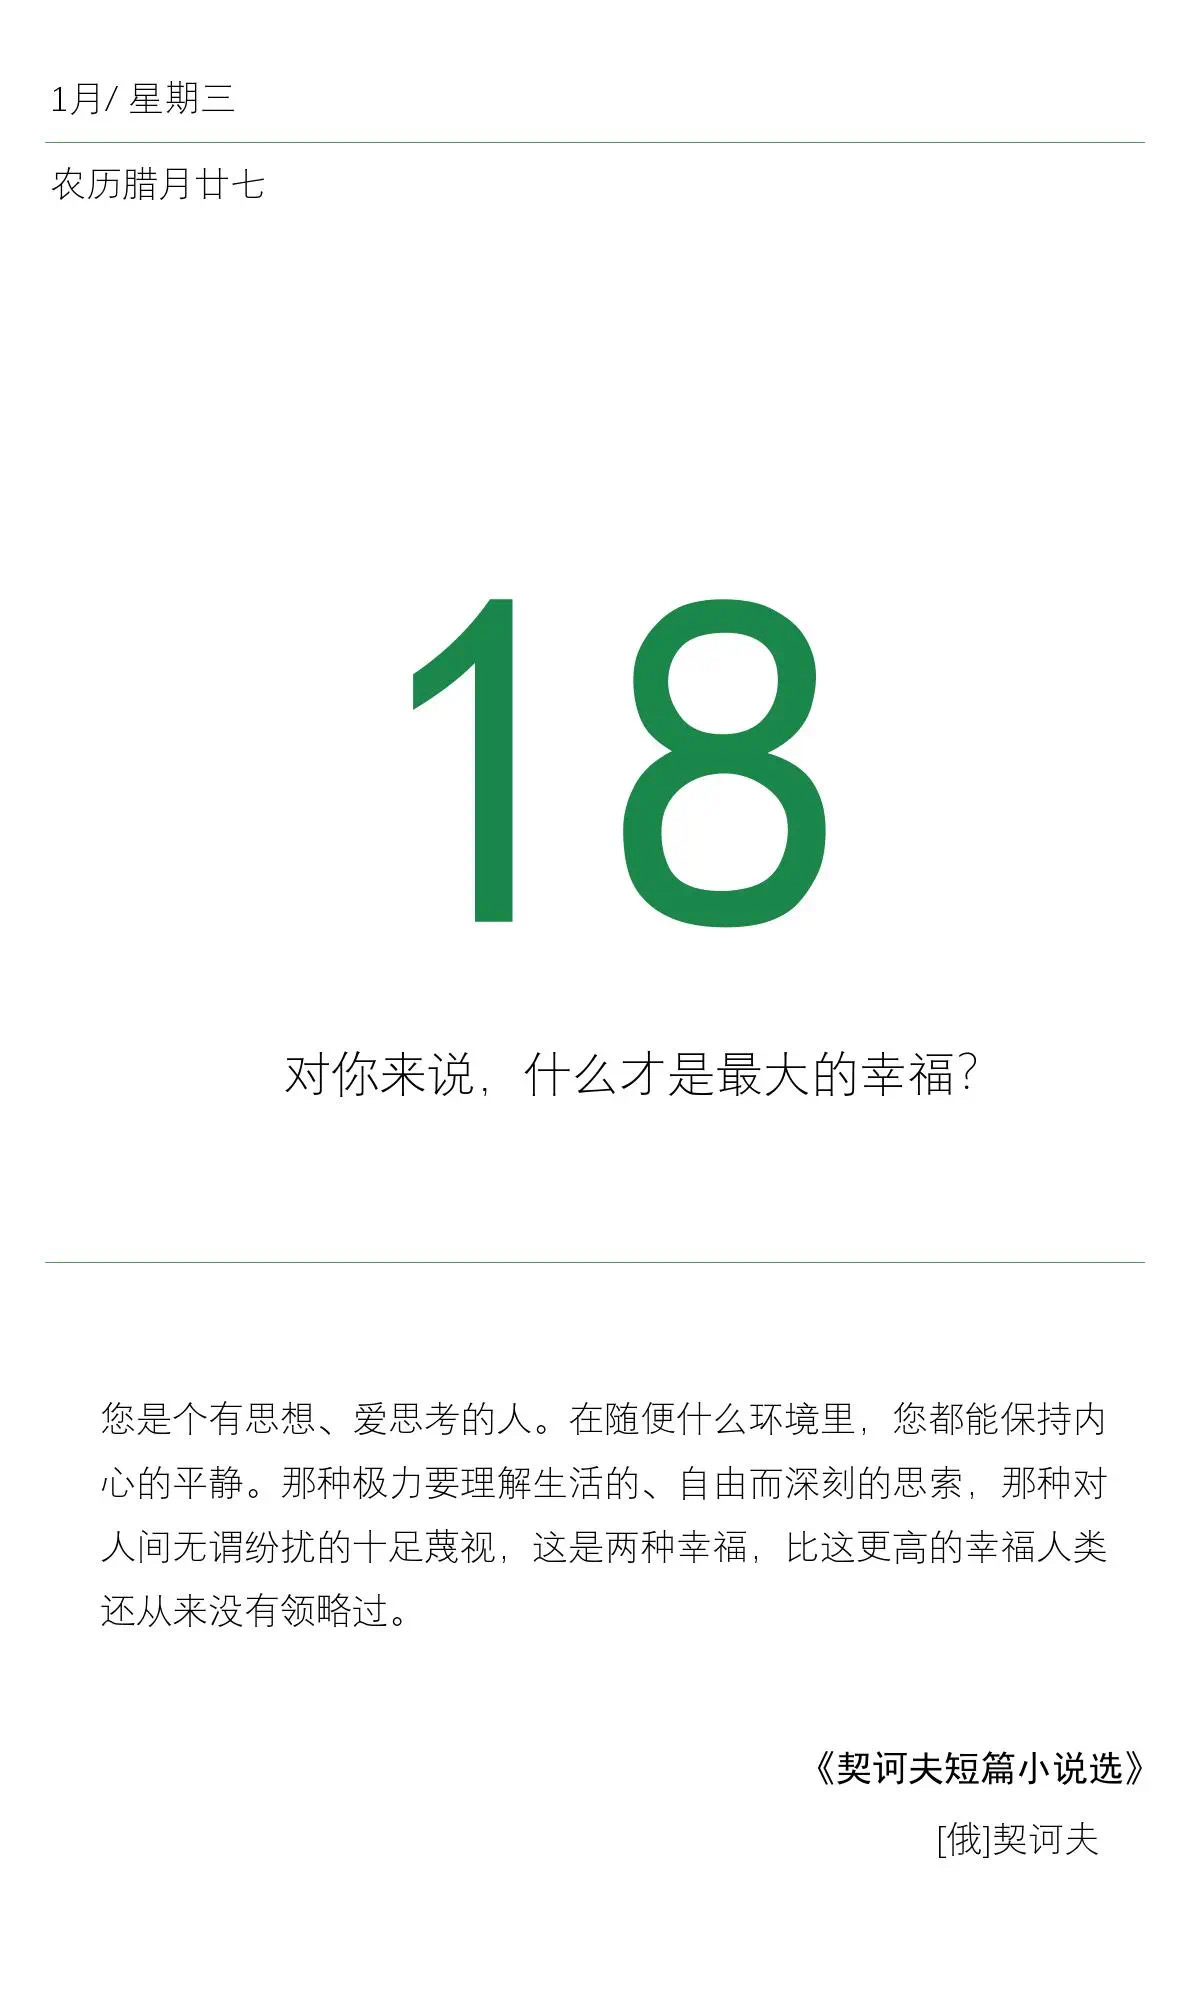 1月/ 星期三
农历腊月廿七
18
对你来说，什么才是最大的幸福？
您是个有思想、爱思考的人。在随便什么环境里，您都能保持内
心的平静。那种极力要理解生活的、自由而深刻的思索，那种对
人间无谓纷扰的十足蔑视，这是两种幸福，比这更高的幸福人类
还从来没有领略过。
《契诃夫短篇小说选》
[俄]契诃夫